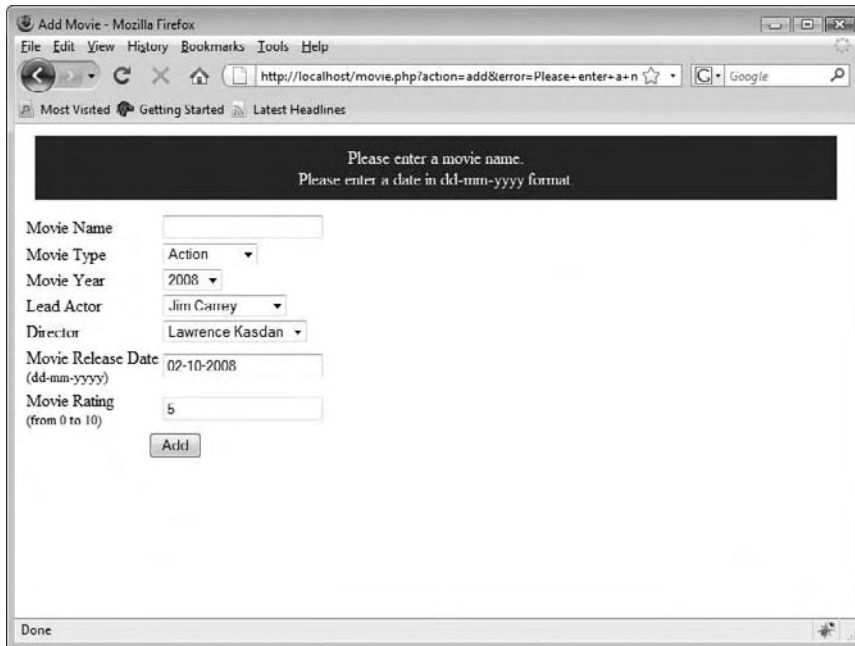 Add Movie - Mozilla Firefox
File Edit View History Bookmarks Tools Help
http://localhost/movie.php?action=add&error=Please+enter+a+n
G Google
Most Visited Getting Started Latest Headlines
Please enter a movie name.
Please enter a date in dd-mm-yyyy format
Movie Name
Movie Type Action
Movie Year 2008
Lead Actor Jim Carrey
Director Lawrence Kasdan
Movie Release Date 02-10-2008
(dd-mm-yyyy)
Movie Rating 5
(from 0 to 10)
Add
Done